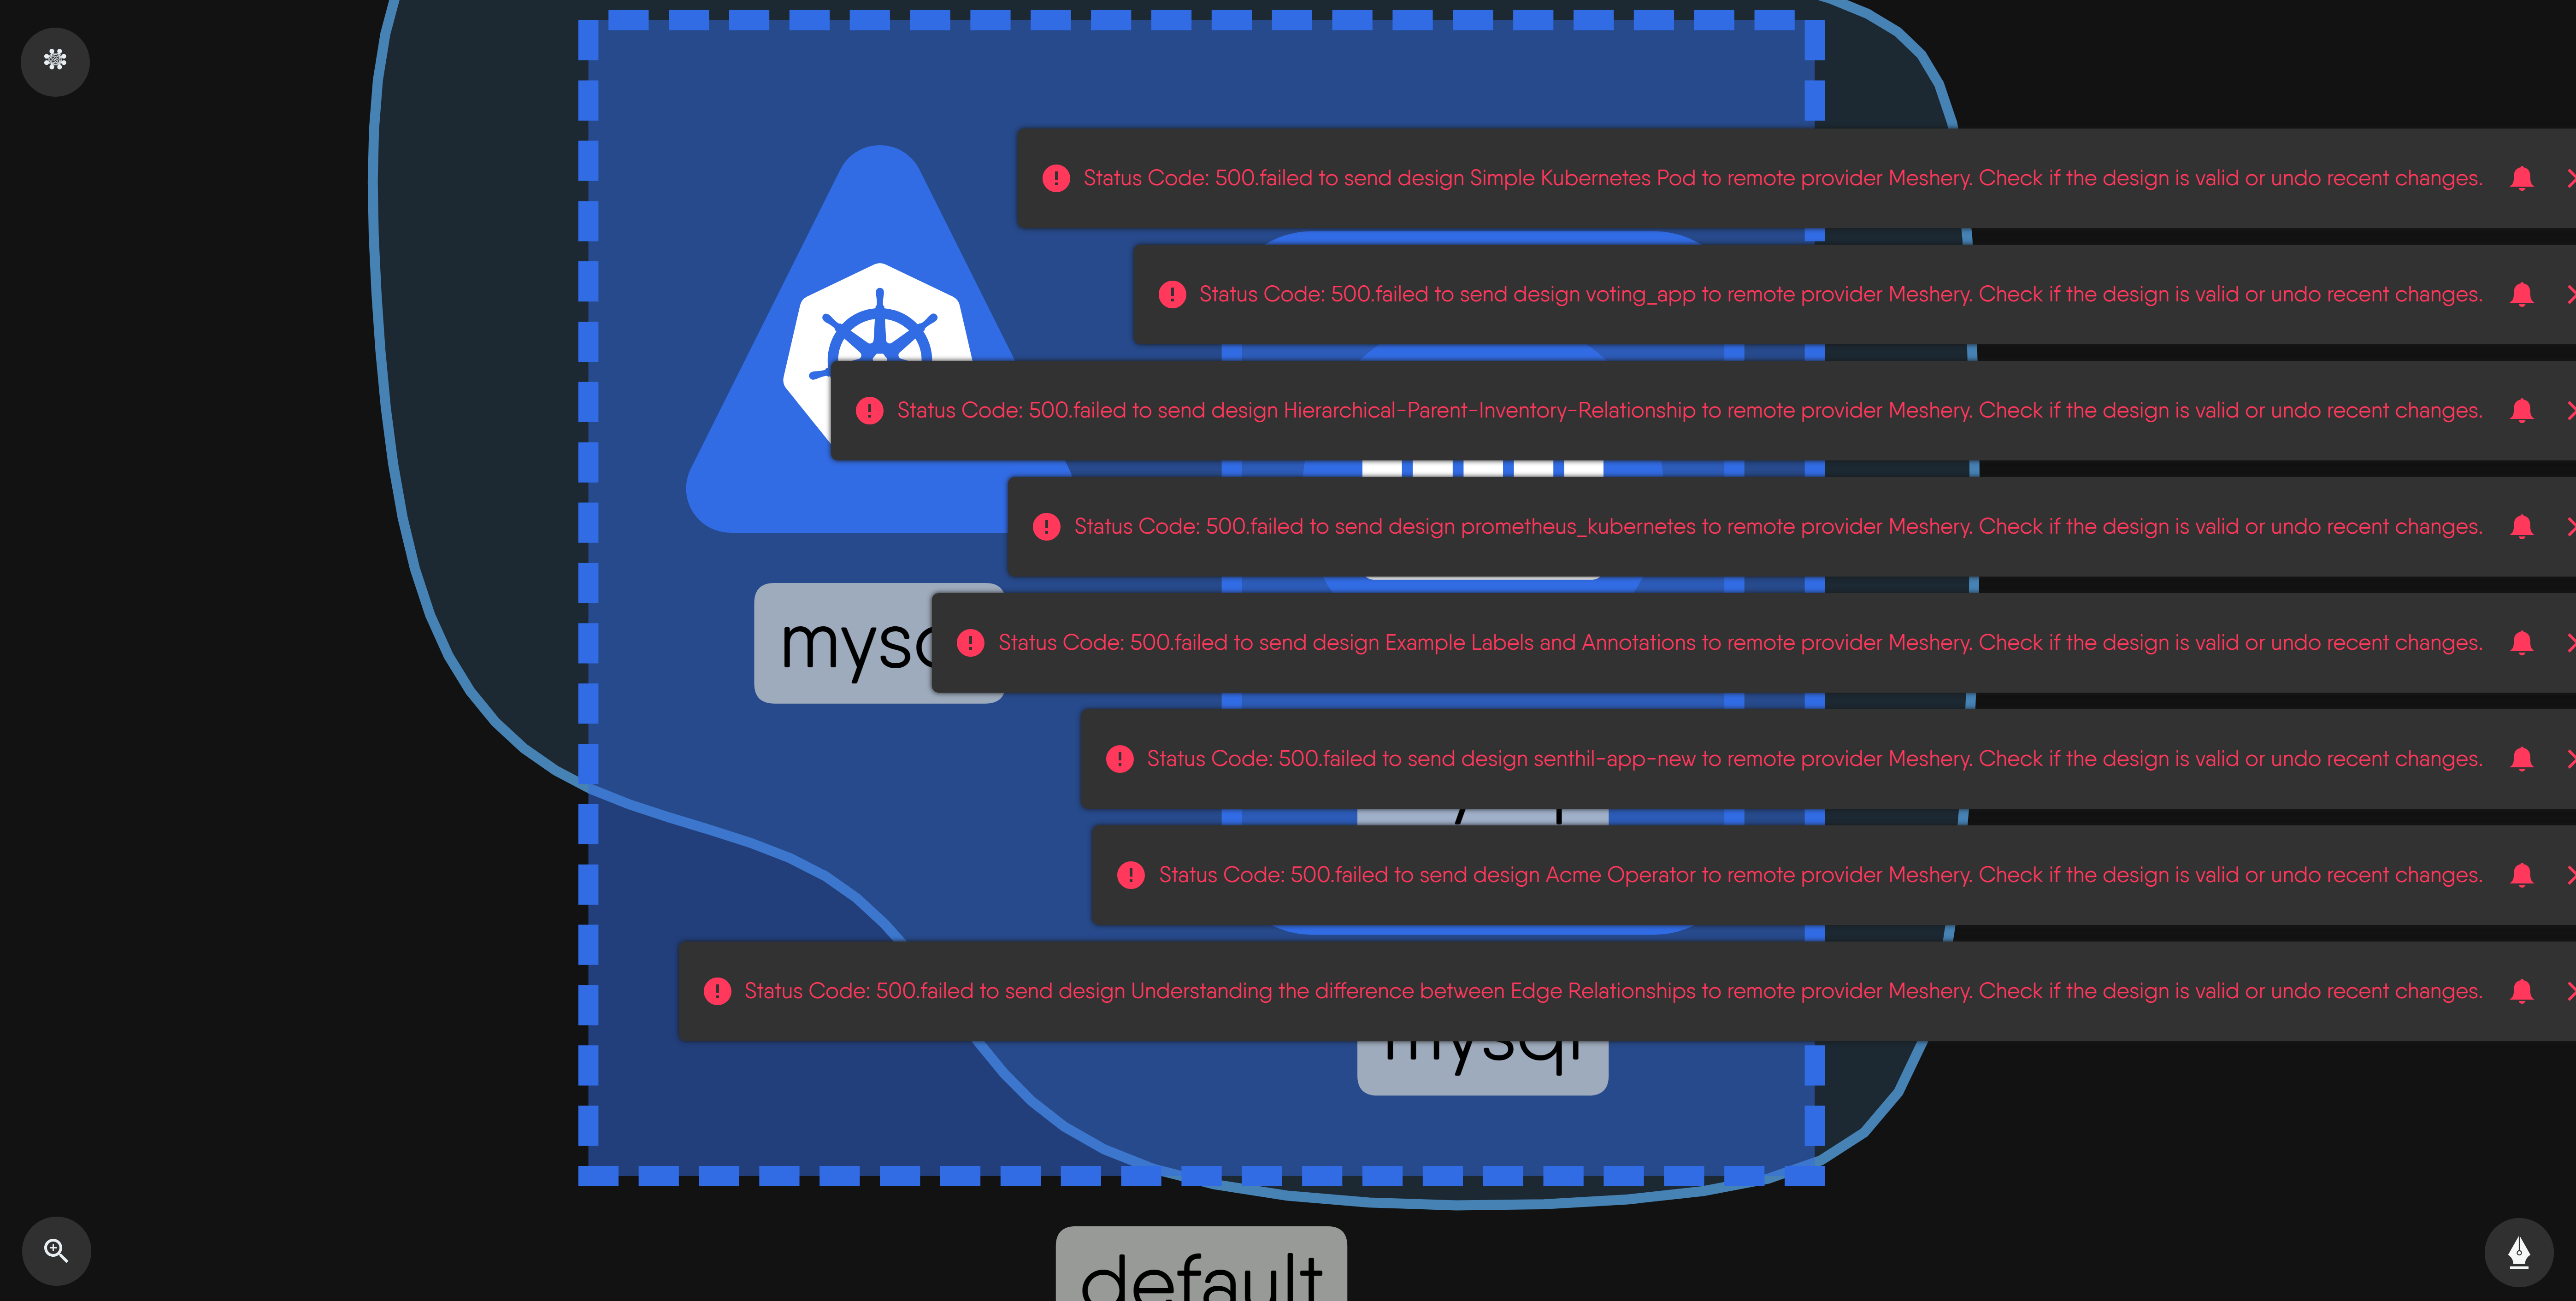 Status Code: 500.failed to send design Simple Kubernetes Pod to remote provider Meshery. Check if the design is valid or undo recent changes.
Status Code: 500.failed to send design voting_app to remote provider Meshery. Check if the design is valid or undo recent changes.
Status Code: 500.failed to send design Hierarchical-Parent-Inventory-Relationship to remote provider Meshery. Check if the design is valid or undo recent changes.
Status Code: 500.failed to send design prometheus_kubernetes to remote provider Meshery. Check if the design is valid or undo recent changes.
Status Code: 500.failed to send design Example Labels and Annotations to remote provider Meshery. Check if the design is valid or undo recent changes.
Status Code: 500.failed to send design senthil-app-new to remote provider Meshery. Check if the design is valid or undo recent changes.
Status Code: 500.failed to send design Acme Operator to remote provider Meshery. Check if the design is valid or undo recent changes.
Status Code: 500.failed to send design Understanding the difference between Edge Relationships to remote provider Meshery. Check if the design is valid or undo recent changes.
mysql
default